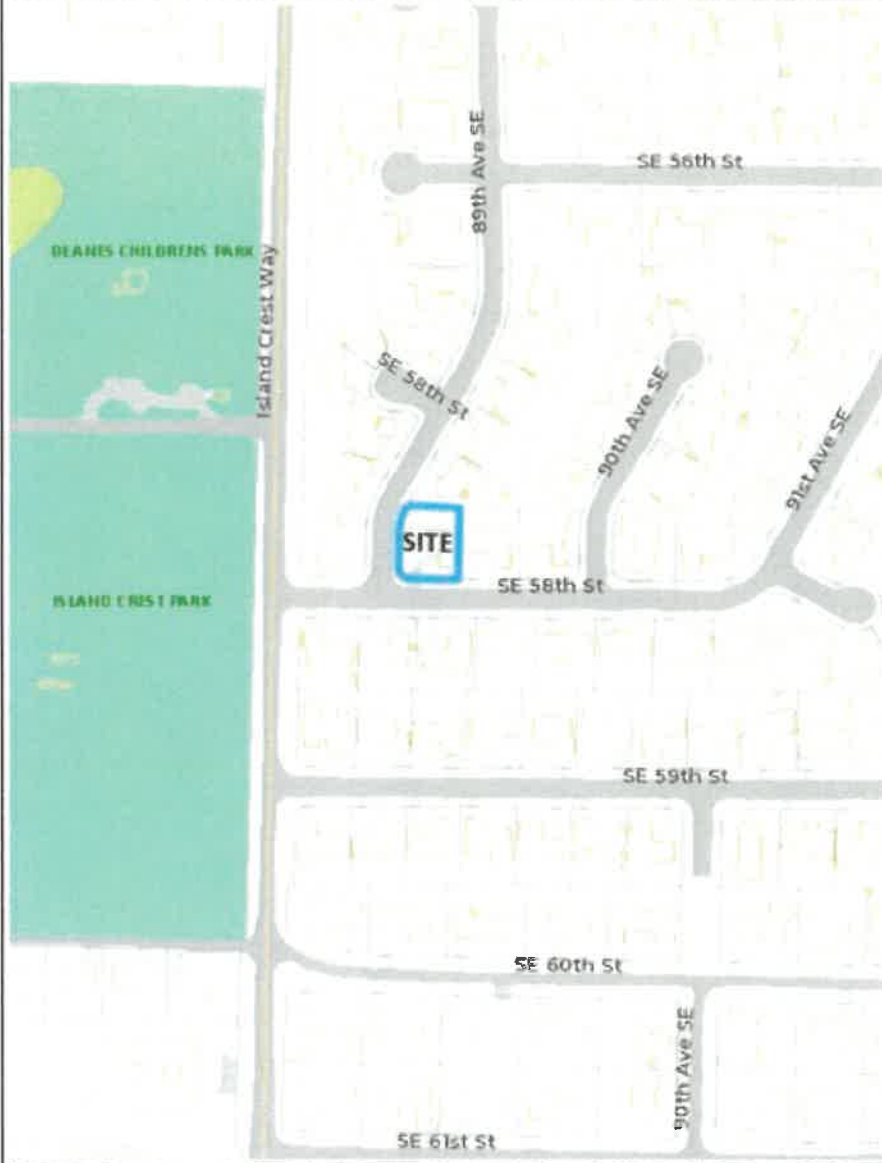 89th Ave SE
SE 56th St
DEANES CHILDRENS PARK
Island Crest Way
SE 58th St
90th Ave SE
91st Ave SE
SITE
SE 58th St
ISLAND CREST PARK
SE 59th St
SE 60th St
90th Ave SE
SE 61st St